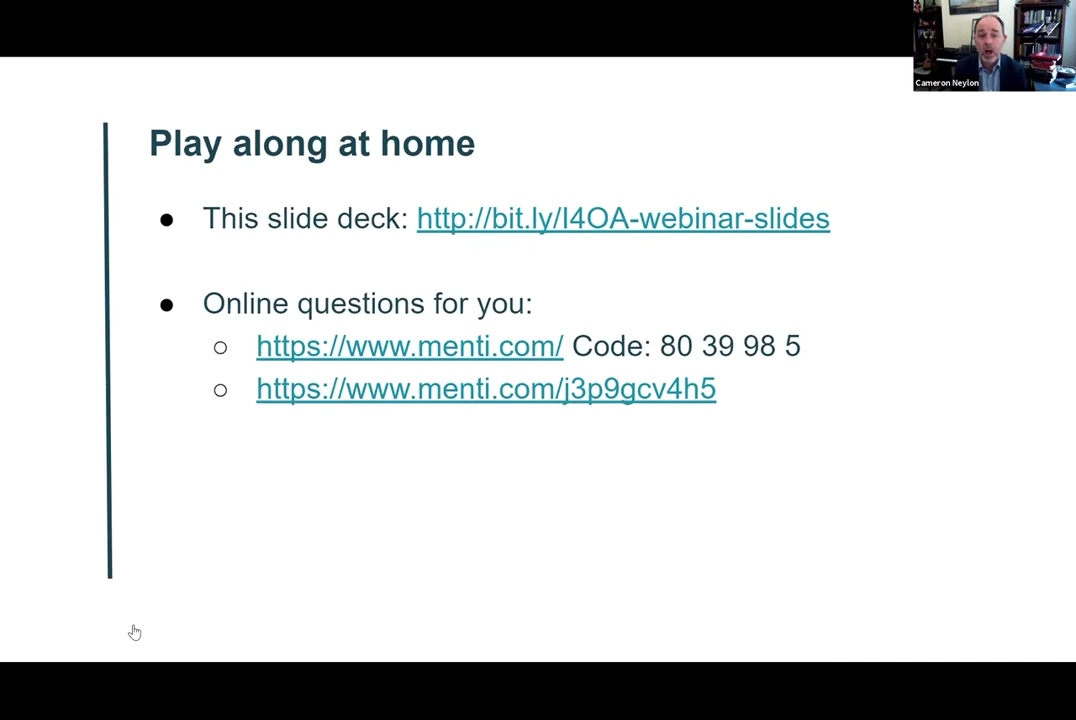 Cameron Neylon
Play along at home
● This slide deck: http://bit.ly/I4OA-webinar-slides
● Online questions for you:
○ https://www.menti.com/ Code: 80 39 98 5
○ https://www.menti.com/j3p9gcv4h5